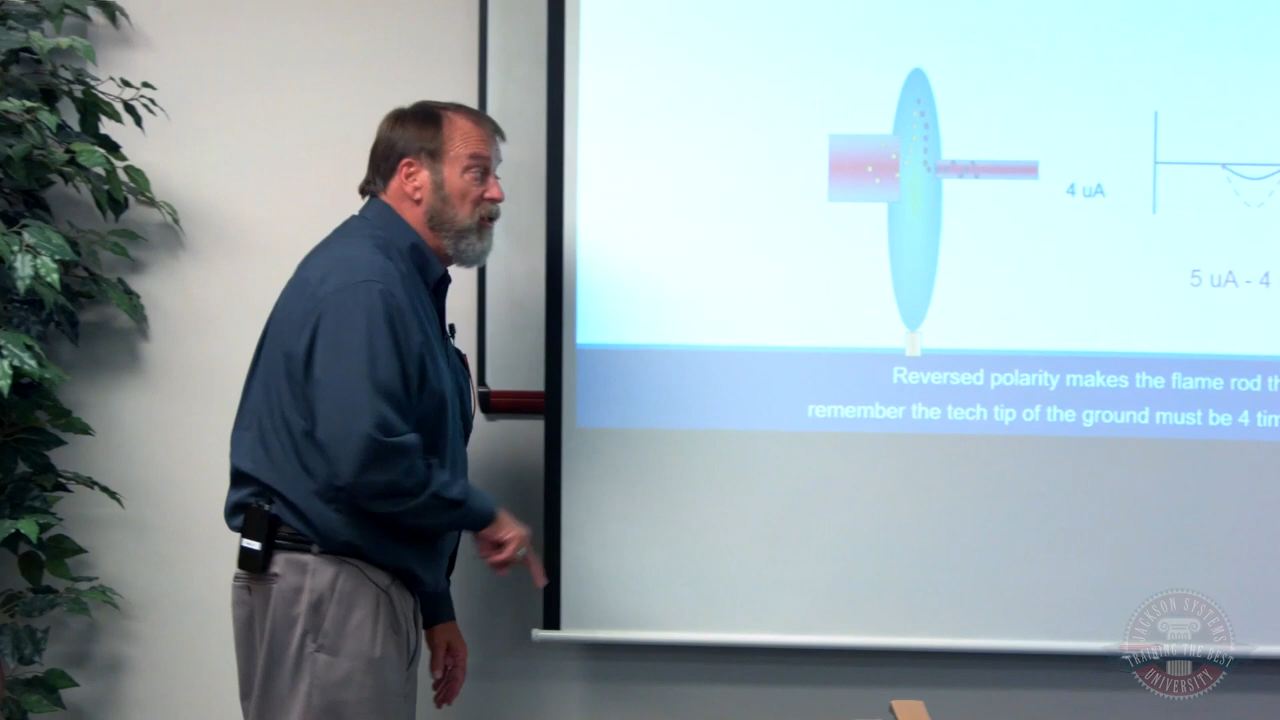 4 uA
5 uA - 4
Reversed polarity makes the flame rod th
remember the tech tip of the ground must be 4 tim
JACKSON SYSTEMS
TRAINING THE BEST
UNIVERSITY